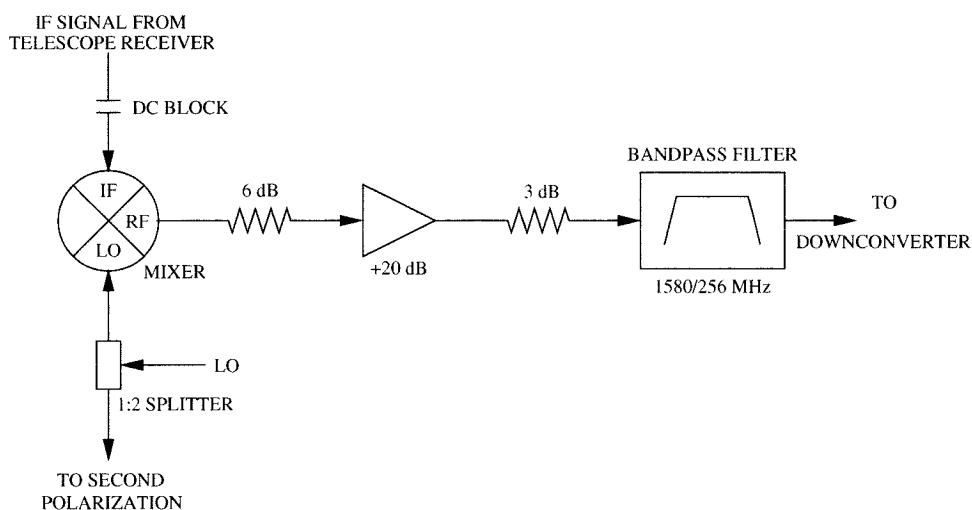 IF SIGNAL FROM
TELESCOPE RECEIVER
DC BLOCK
IF
RF
LO
MIXER
6 dB
+20 dB
3 dB
BANDPASS FILTER
1580/256 MHz
TO
DOWNCONVERTER
LO
1:2 SPLITTER
TO SECOND
POLARIZATION